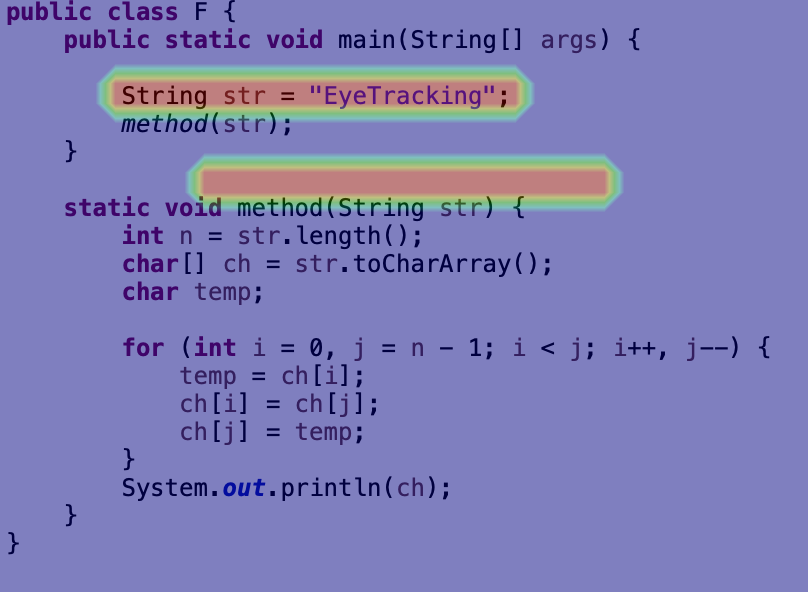 public class F {
    public static void main(String[] args) {
        String str = "EyeTracking";
        method(str);
    }
    static void method(String str) {
        int n = str.length();
        char[] ch = str.toCharArray();
        char temp;
        for (int i = 0, j = n - 1; i < j; i++, j--) {
            temp = ch[i];
            ch[i] = ch[j];
            ch[j] = temp;
        }
        System.out.println(ch);
    }
}